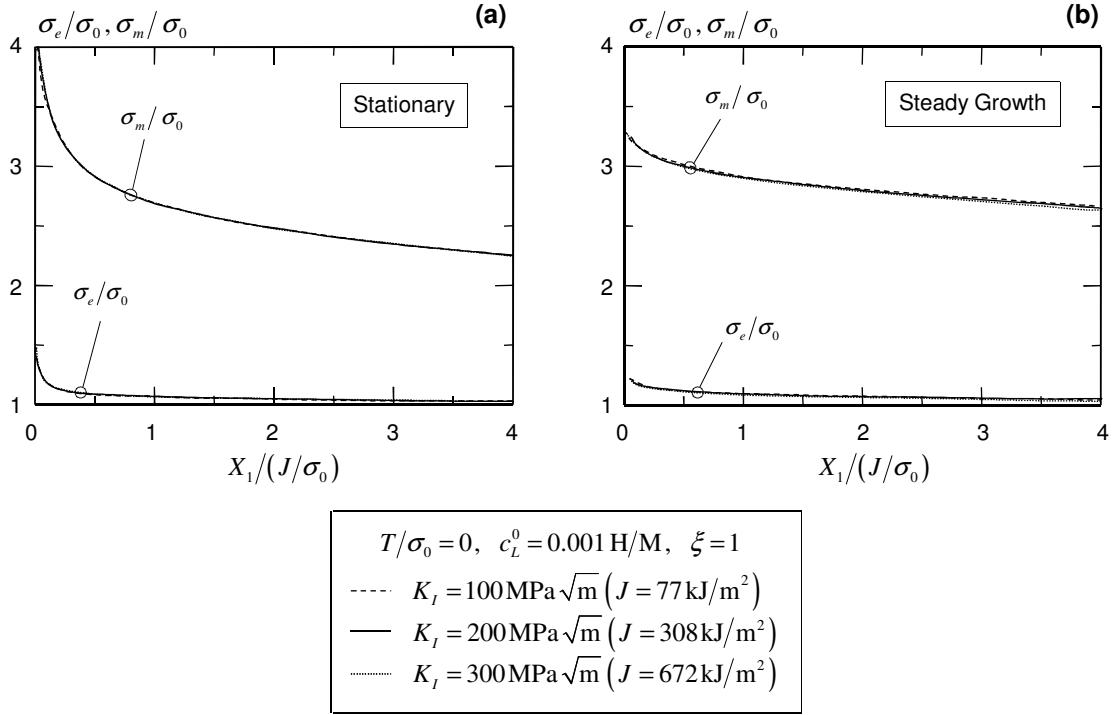 σe/σ0, σm/σ0
(a)
4
Stationary
σm/σ0
3
2
σe/σ0
1
0 1 2 3 4
X1/(J/σ0)
σe/σ0, σm/σ0
(b)
4
Steady Growth
σm/σ0
3
2
σe/σ0
1
0 1 2 3 4
X1/(J/σ0)
T/σ0 = 0, c_L^0 = 0.001 H/M, ξ = 1
K_I = 100 MPa √m (J = 77 kJ/m²)
K_I = 200 MPa √m (J = 308 kJ/m²)
K_I = 300 MPa √m (J = 672 kJ/m²)